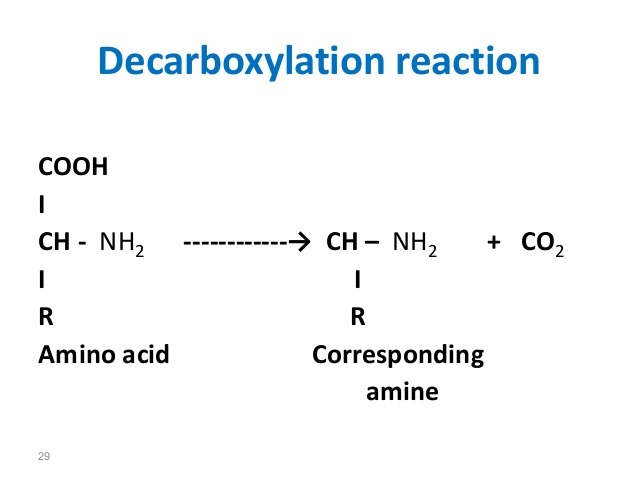 Decarboxylation reaction
COOH
I
CH - NH₂ ------------→ CH – NH₂ + CO₂
I I
R R
Amino acid Corresponding
amine
29